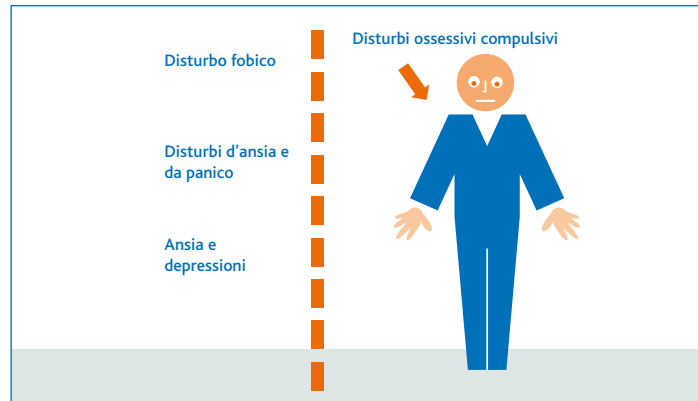 Disturbo fobico
Disturbi d'ansia e
da panico
Ansia e
depressioni
Disturbi ossessivi compulsivi